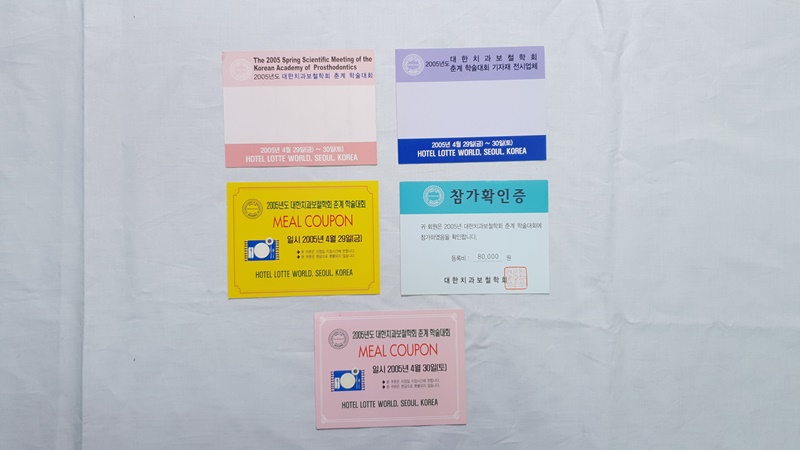 The 2005 Spring Scientific Meeting of the
Korean Academy of Prosthodontics
2005년도 대한치과보철학회 춘계 학술대회
2005년 4월 29일(금) ~ 30일(토)
HOTEL LOTTE WORLD, SEOUL, KOREA
2005년도 대한치과보철학회
춘계 학술대회 기자재 전시업체
2005년 4월 29일(금) ~ 30일(토)
HOTEL LOTTE WORLD, SEOUL, KOREA
2005년도 대한치과보철학회 춘계 학술대회
MEAL COUPON
일시 2005년 4월 29일(금)
HOTEL LOTTE WORLD, SEOUL, KOREA
참가확인증
귀 회원은 2005년 대한치과보철학회 춘계 학술대회에
참가하였음을 확인합니다.
등록비 : 80,000 원
대한치과보철학회
2005년도 대한치과보철학회 춘계 학술대회
MEAL COUPON
일시 2005년 4월 30일(토)
HOTEL LOTTE WORLD, SEOUL, KOREA